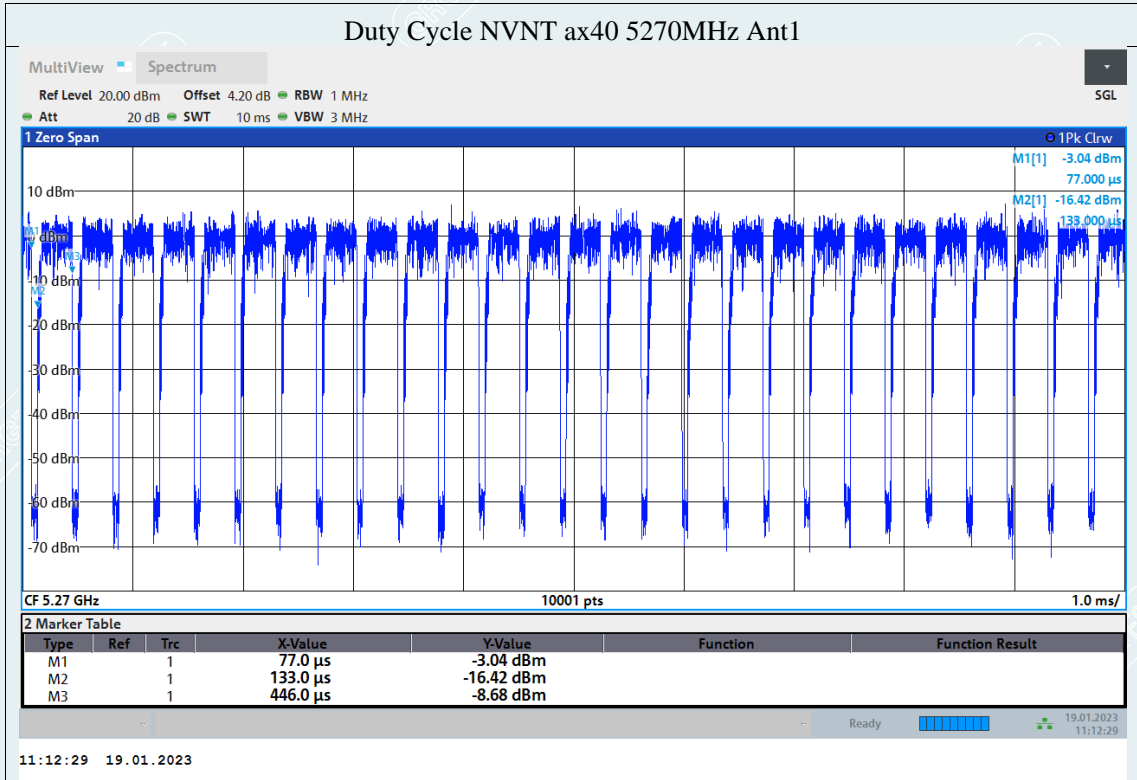 Duty Cycle NVNT ax40 5270MHz Ant1
MultiView Spectrum
Ref Level 20.00 dBm Offset 4.20 dB RBW 1 MHz
SGL
Att 20 dB SWT 10 ms VBW 3 MHz
1 Zero Span 1Pk Clrw
M1[1] -3.04 dBm
77.000 µs
M2[1] -16.42 dBm
133.000 µs
10 dBm
M1
0 dBm
M3
-10 dBm
M2
-20 dBm
-30 dBm
-40 dBm
-50 dBm
-60 dBm
-70 dBm
CF 5.27 GHz 10001 pts 1.0 ms/
2 Marker Table
Type Ref Trc X-Value Y-Value Function Function Result
M1 1 77.0 µs -3.04 dBm
M2 1 133.0 µs -16.42 dBm
M3 1 446.0 µs -8.68 dBm
Ready 19.01.2023
11:12:29
11:12:29 19.01.2023